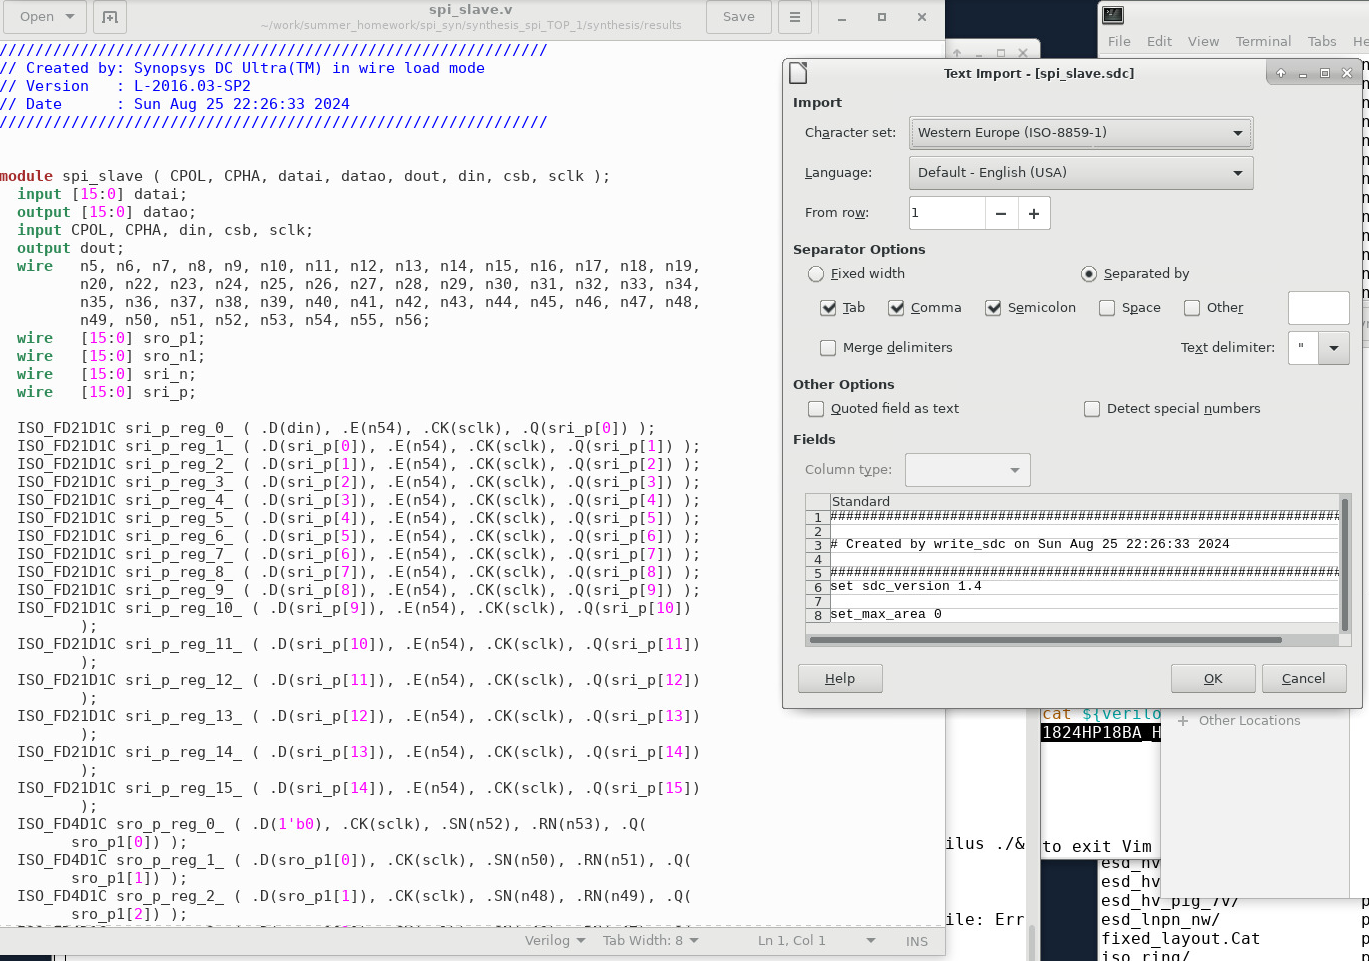 Open
spi_slave.v
~/work/summer_homework/spi_syn/synthesis_spi_TOP_1/synthesis/results
Save
//////////////////////////////////////////////////////////////
// Created by: Synopsys DC Ultra(TM) in wire load mode
// Version   : L-2016.03-SP2
// Date      : Sun Aug 25 22:26:33 2024
//////////////////////////////////////////////////////////////
module spi_slave ( CPOL, CPHA, datai, datao, dout, din, csb, sclk );
input [15:0] datai;
output [15:0] datao;
input CPOL, CPHA, din, csb, sclk;
output dout;
wire   n5, n6, n7, n8, n9, n10, n11, n12, n13, n14, n15, n16, n17, n18, n19,
n20, n22, n23, n24, n25, n26, n27, n28, n29, n30, n31, n32, n33, n34,
n35, n36, n37, n38, n39, n40, n41, n42, n43, n44, n45, n46, n47, n48,
n49, n50, n51, n52, n53, n54, n55, n56;
wire   [15:0] sro_p1;
wire   [15:0] sro_n1;
wire   [15:0] sri_n;
wire   [15:0] sri_p;
ISO_FD21D1C sri_p_reg_0_ ( .D(din), .E(n54), .CK(sclk), .Q(sri_p[0]) );
ISO_FD21D1C sri_p_reg_1_ ( .D(sri_p[0]), .E(n54), .CK(sclk), .Q(sri_p[1]) );
ISO_FD21D1C sri_p_reg_2_ ( .D(sri_p[1]), .E(n54), .CK(sclk), .Q(sri_p[2]) );
ISO_FD21D1C sri_p_reg_3_ ( .D(sri_p[2]), .E(n54), .CK(sclk), .Q(sri_p[3]) );
ISO_FD21D1C sri_p_reg_4_ ( .D(sri_p[3]), .E(n54), .CK(sclk), .Q(sri_p[4]) );
ISO_FD21D1C sri_p_reg_5_ ( .D(sri_p[4]), .E(n54), .CK(sclk), .Q(sri_p[5]) );
ISO_FD21D1C sri_p_reg_6_ ( .D(sri_p[5]), .E(n54), .CK(sclk), .Q(sri_p[6]) );
ISO_FD21D1C sri_p_reg_7_ ( .D(sri_p[6]), .E(n54), .CK(sclk), .Q(sri_p[7]) );
ISO_FD21D1C sri_p_reg_8_ ( .D(sri_p[7]), .E(n54), .CK(sclk), .Q(sri_p[8]) );
ISO_FD21D1C sri_p_reg_9_ ( .D(sri_p[8]), .E(n54), .CK(sclk), .Q(sri_p[9]) );
ISO_FD21D1C sri_p_reg_10_ ( .D(sri_p[9]), .E(n54), .CK(sclk), .Q(sri_p[10])
);
ISO_FD21D1C sri_p_reg_11_ ( .D(sri_p[10]), .E(n54), .CK(sclk), .Q(sri_p[11])
);
ISO_FD21D1C sri_p_reg_12_ ( .D(sri_p[11]), .E(n54), .CK(sclk), .Q(sri_p[12])
);
ISO_FD21D1C sri_p_reg_13_ ( .D(sri_p[12]), .E(n54), .CK(sclk), .Q(sri_p[13])
);
ISO_FD21D1C sri_p_reg_14_ ( .D(sri_p[13]), .E(n54), .CK(sclk), .Q(sri_p[14])
);
ISO_FD21D1C sri_p_reg_15_ ( .D(sri_p[14]), .E(n54), .CK(sclk), .Q(sri_p[15])
);
ISO_FD4D1C sro_p_reg_0_ ( .D(1'b0), .CK(sclk), .SN(n52), .RN(n53), .Q(
sro_p1[0]) );
ISO_FD4D1C sro_p_reg_1_ ( .D(sro_p1[0]), .CK(sclk), .SN(n50), .RN(n51), .Q(
sro_p1[1]) );
ISO_FD4D1C sro_p_reg_2_ ( .D(sro_p1[1]), .CK(sclk), .SN(n48), .RN(n49), .Q(
sro_p1[2]) );
Verilog
Tab Width: 8
Ln 1, Col 1
INS
File Edit View Terminal Tabs He
Text Import - [spi_slave.sdc]
Import
Character set: Western Europe (ISO-8859-1)
Language: Default - English (USA)
From row: 1
Separator Options
Fixed width
Separated by
Tab
Comma
Semicolon
Space
Other
Merge delimiters
Text delimiter: "
Other Options
Quoted field as text
Detect special numbers
Fields
Column type:
Standard
1 ################################################################
2
3 # Created by write_sdc on Sun Aug 25 22:26:33 2024
4
5 ################################################################
6 set sdc_version 1.4
7
8 set_max_area 0
Help
OK
Cancel
cat ${verilo
1824HP18BA_H
Other Locations
ilus ./&
to exit Vim
esd_hv
esd_hv
esd_hv_pig_7v/
ile: Err
esd_lnpn_nw/
fixed_layout.Cat
iso_ring/